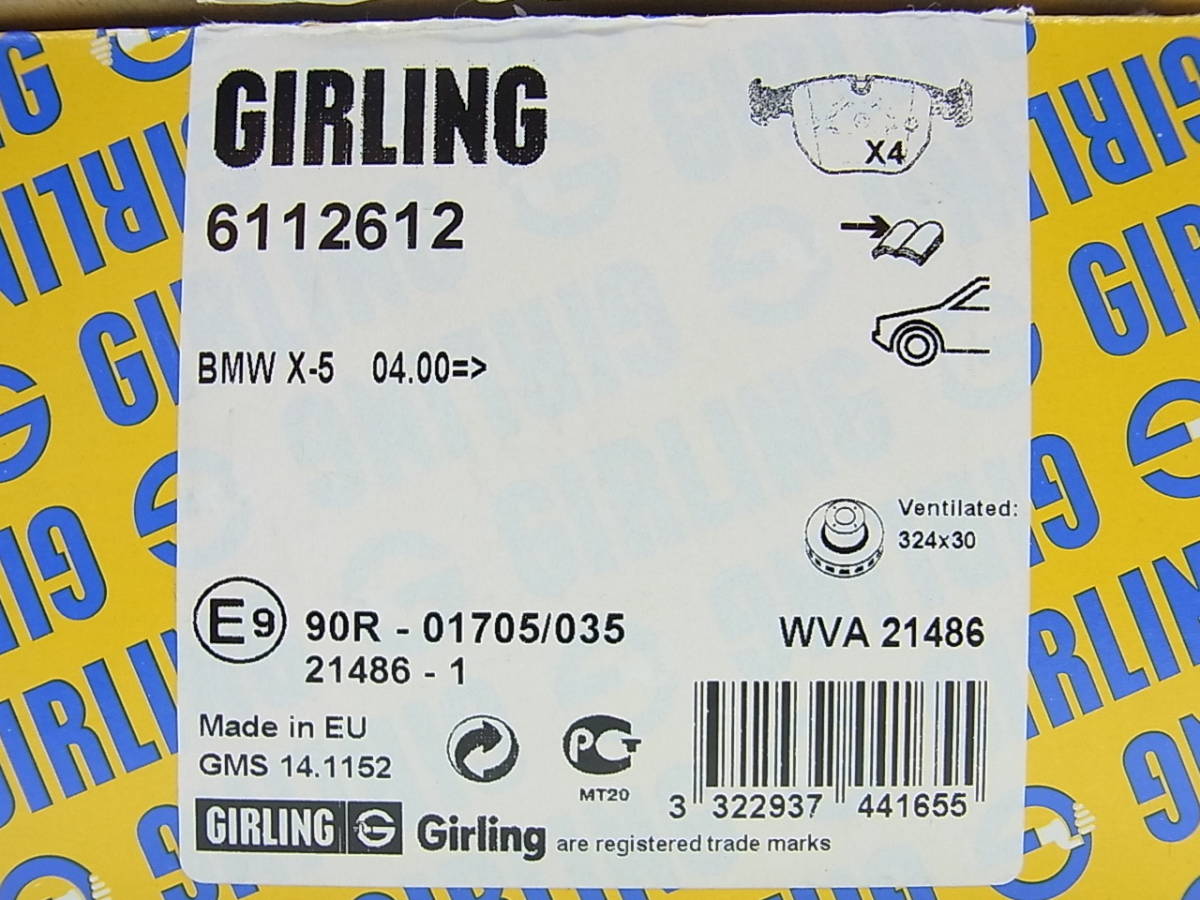 GIRLING
X4
6112612
BMW X-5 04.00=>
Ventilated:
324x30
E9 90R - 01705/035
21486 - 1
WVA 21486
Made in EU
GMS 14.1152
MT20
3 322937 441655
GIRLING G Girling are registered trade marks